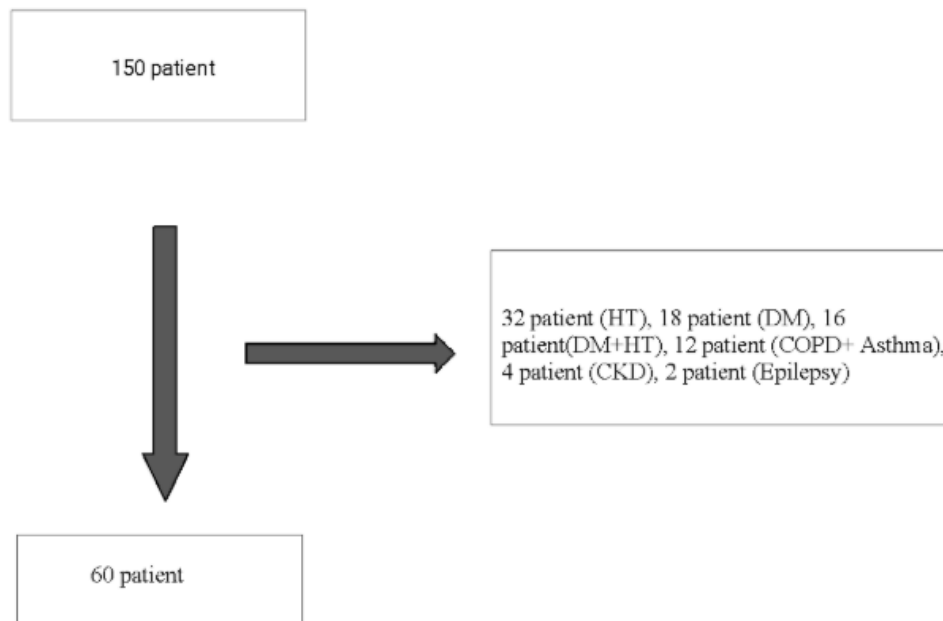 150 patient
32 patient (HT), 18 patient (DM), 16
patient(DM+HT), 12 patient (COPD+ Asthma),
4 patient (CKD), 2 patient (Epilepsy)
60 patient